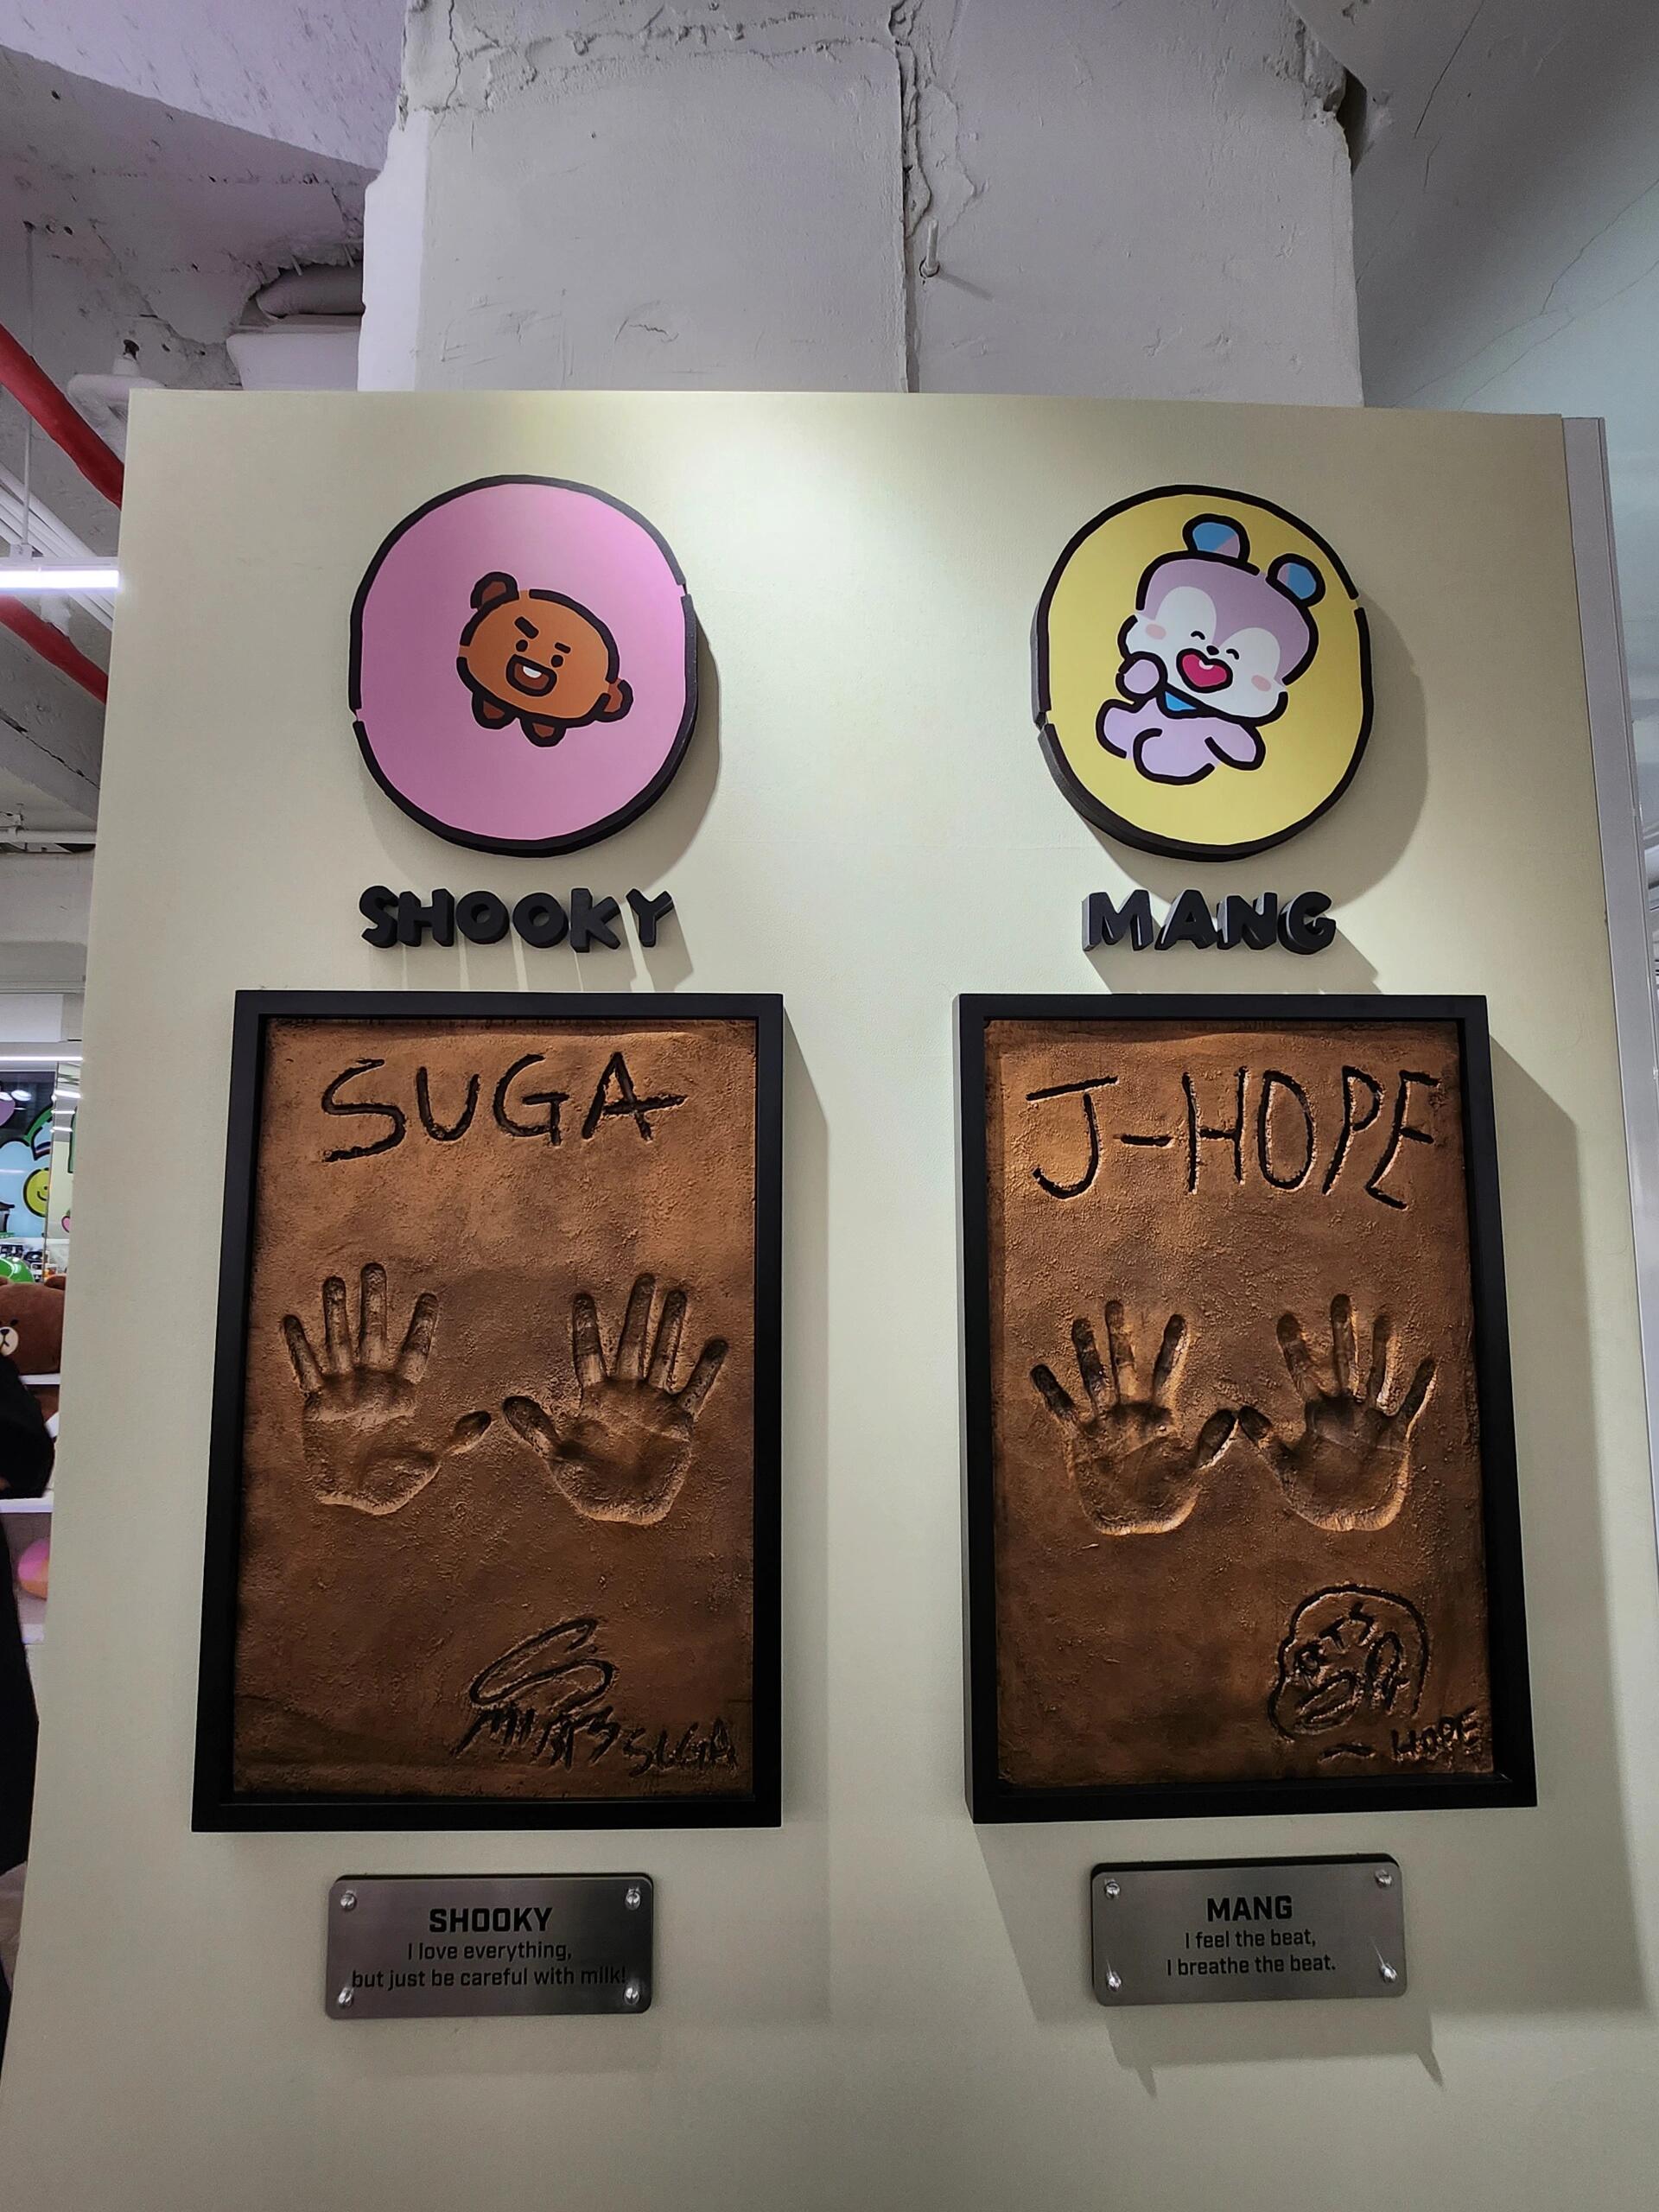 SHOOKY
MANG
SUGA
J-HOPE
SUGA
BTS
HOPE
SHOOKY
I love everything,
but just be careful with milk!
MANG
I feel the beat,
I breathe the beat.